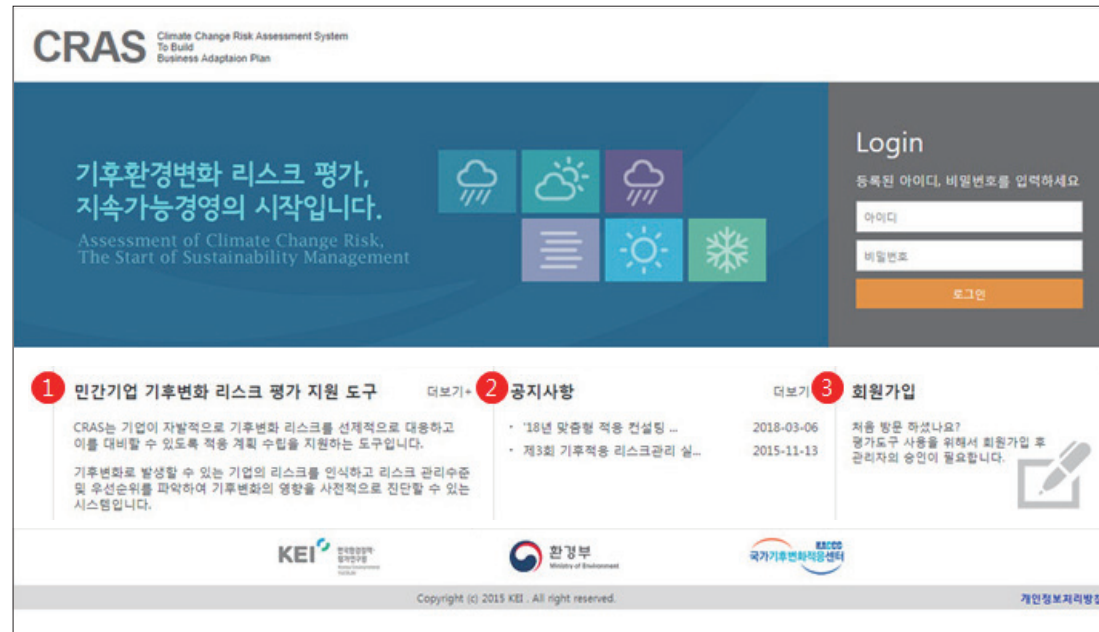 CRAS
Climate Change Risk Assessment System
To Build
Business Adaptaion Plan
기후환경변화 리스크 평가,
지속가능경영의 시작입니다.
Assessment of Climate Change Risk,
The Start of Sustainability Management
Login
등록된 아이디, 비밀번호를 입력하세요
아이디
비밀번호
로그인
1 민간기업 기후변화 리스크 평가 지원 도구 더보기+
CRAS는 기업이 자발적으로 기후변화 리스크를 선제적으로 대응하고
이를 대비할 수 있도록 적응 계획 수립을 지원하는 도구입니다.
기후변화로 발생할 수 있는 기업의 리스크를 인식하고 리스크 관리수준
및 우선순위를 파악하여 기후변화의 영향을 사전적으로 진단할 수 있는
시스템입니다.
2 공지사항 더보기
· '18년 맞춤형 적응 컨설팅 ... 2018-03-06
· 제3회 기후적응 리스크관리 실... 2015-11-13
3 회원가입
처음 방문 하셨나요?
평가도구 사용을 위해서 회원가입 후
관리자의 승인이 필요합니다.
KEI
환경부
Ministry of Environment
KACCC
국가기후변화적응센터
Copyright (c) 2015 KEI . All right reserved.
개인정보처리방침